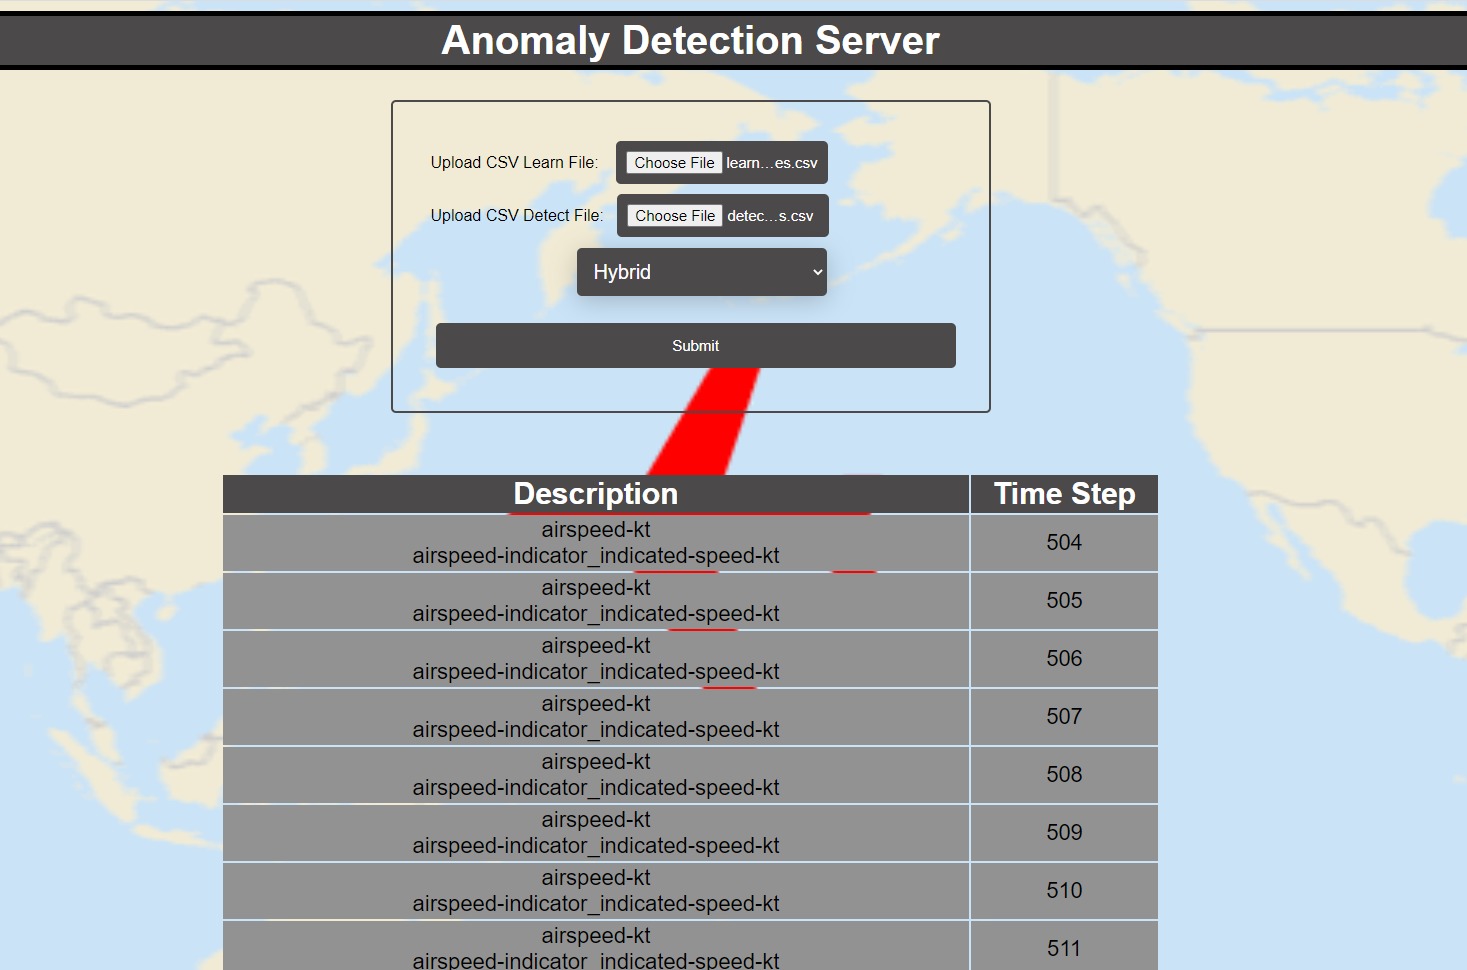 Anomaly Detection Server
Upload CSV Learn File: Choose File learn...es.csv
Upload CSV Detect File: Choose File detec...s.csv
Hybrid
Submit
Description Time Step
airspeed-kt
airspeed-indicator_indicated-speed-kt
504
airspeed-kt
airspeed-indicator_indicated-speed-kt
505
airspeed-kt
airspeed-indicator_indicated-speed-kt
506
airspeed-kt
airspeed-indicator_indicated-speed-kt
507
airspeed-kt
airspeed-indicator_indicated-speed-kt
508
airspeed-kt
airspeed-indicator_indicated-speed-kt
509
airspeed-kt
airspeed-indicator_indicated-speed-kt
510
airspeed-kt
airspeed-indicator_indicated-speed-kt
511